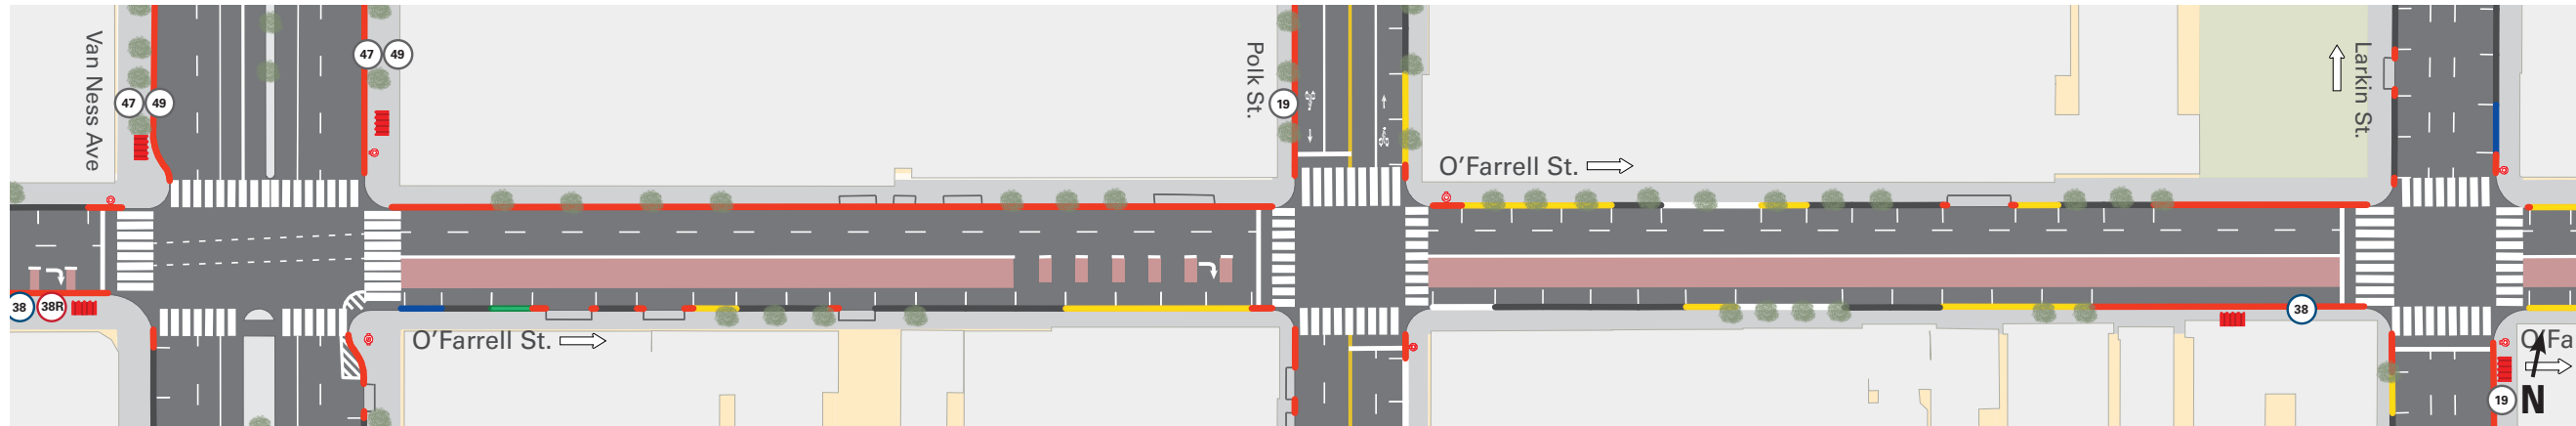 Van Ness Ave
47 49
47 49
38 38R
O'Farrell St.
Polk St.
19
O'Farrell St.
38
Larkin St.
O'Fa
19
N